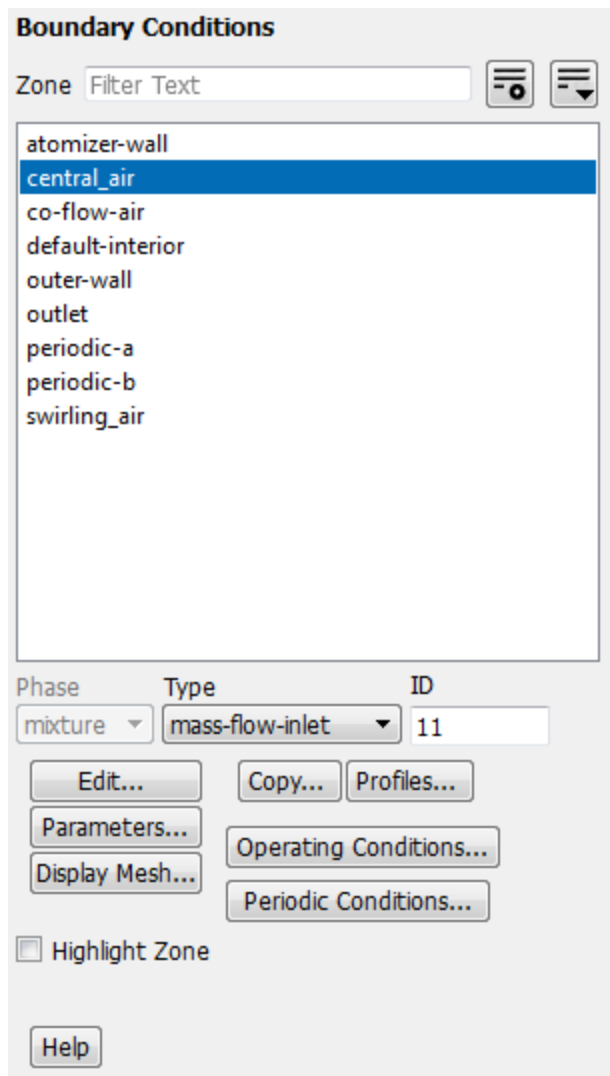 Boundary Conditions
Zone Filter Text
atomizer-wall
central_air
co-flow-air
default-interior
outer-wall
outlet
periodic-a
periodic-b
swirling_air
Phase Type ID
mixture mass-flow-inlet 11
Edit... Copy... Profiles...
Parameters...
Operating Conditions...
Display Mesh...
Periodic Conditions...
Highlight Zone
Help